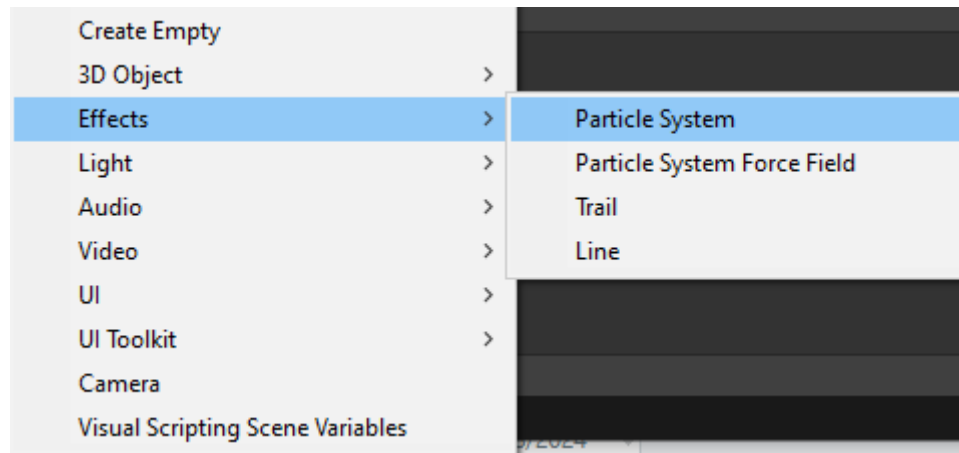 Create Empty
3D Object
Effects
Light
Audio
Video
UI
UI Toolkit
Camera
Visual Scripting Scene Variables
Particle System
Particle System Force Field
Trail
Line
/2024